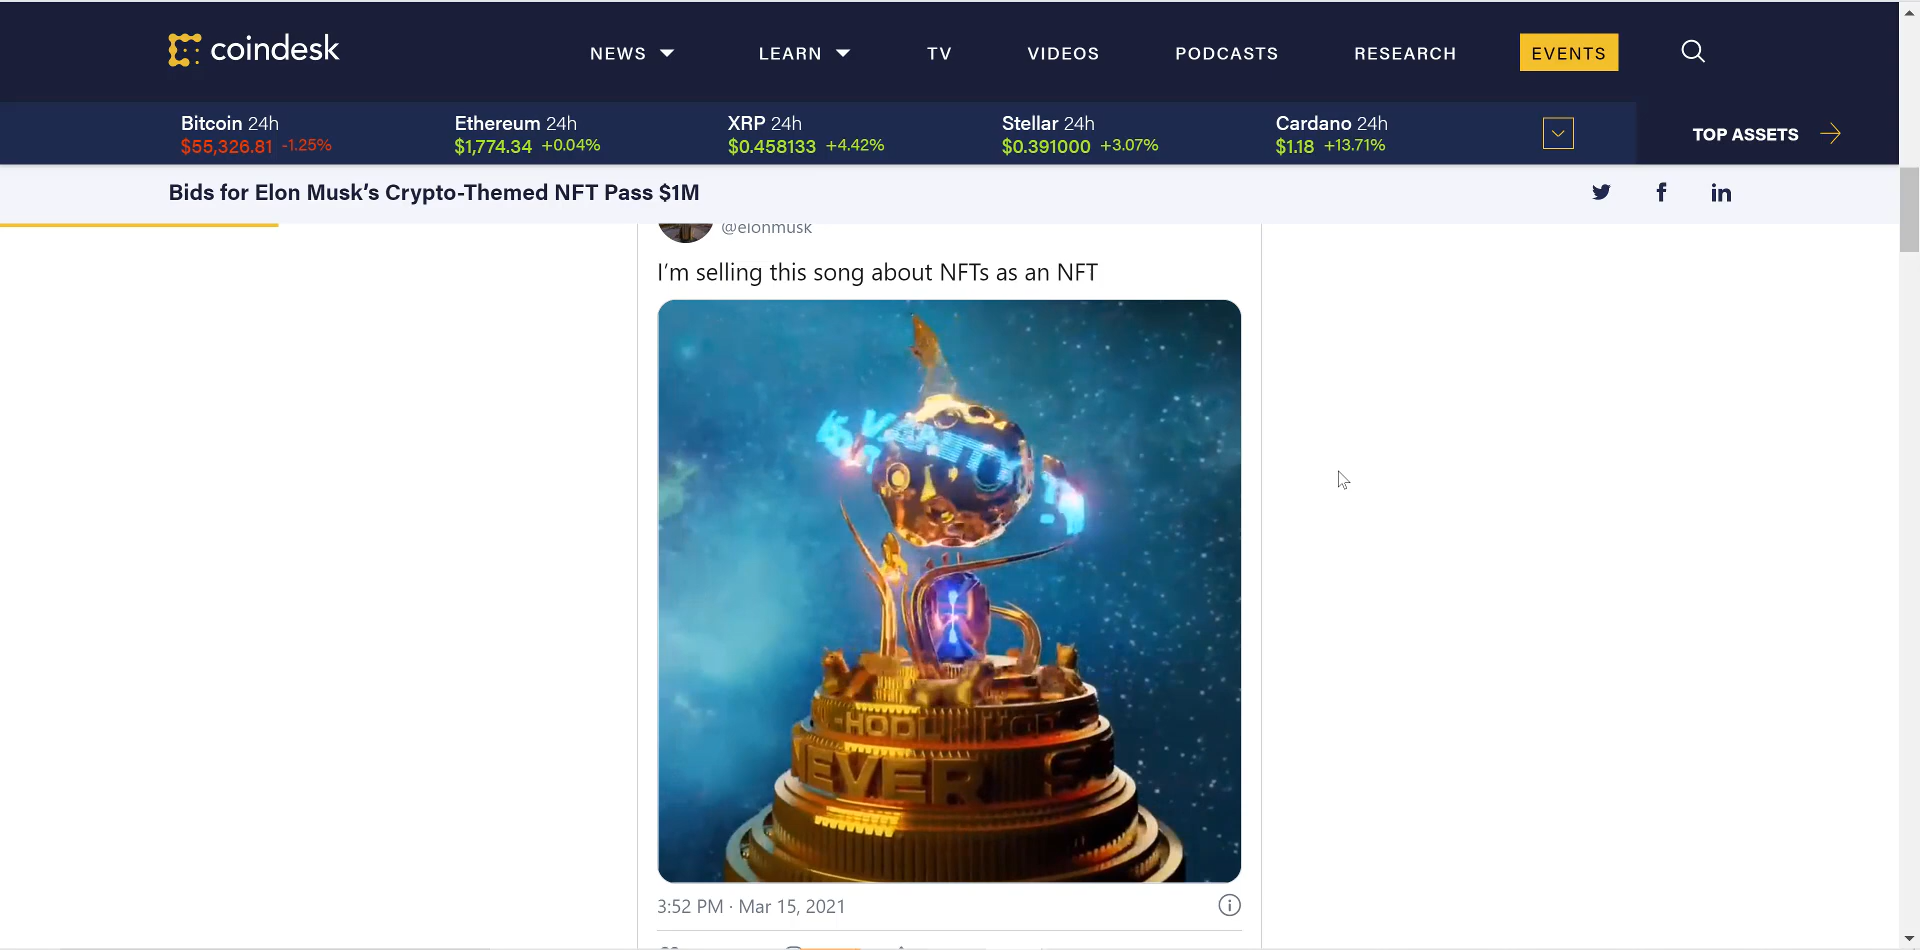 coindesk
NEWS LEARN TV VIDEOS PODCASTS RESEARCH EVENTS
Bitcoin 24h
$55,326.81 -1.25%
Ethereum 24h
$1,774.34 +0.04%
XRP 24h
$0.458133 +4.42%
Stellar 24h
$0.391000 +3.07%
Cardano 24h
$1.18 +13.71%
TOP ASSETS
Bids for Elon Musk's Crypto-Themed NFT Pass $1M
@elonmusk
I'm selling this song about NFTs as an NFT
VANITY
HODL
EVER S
3:52 PM · Mar 15, 2021